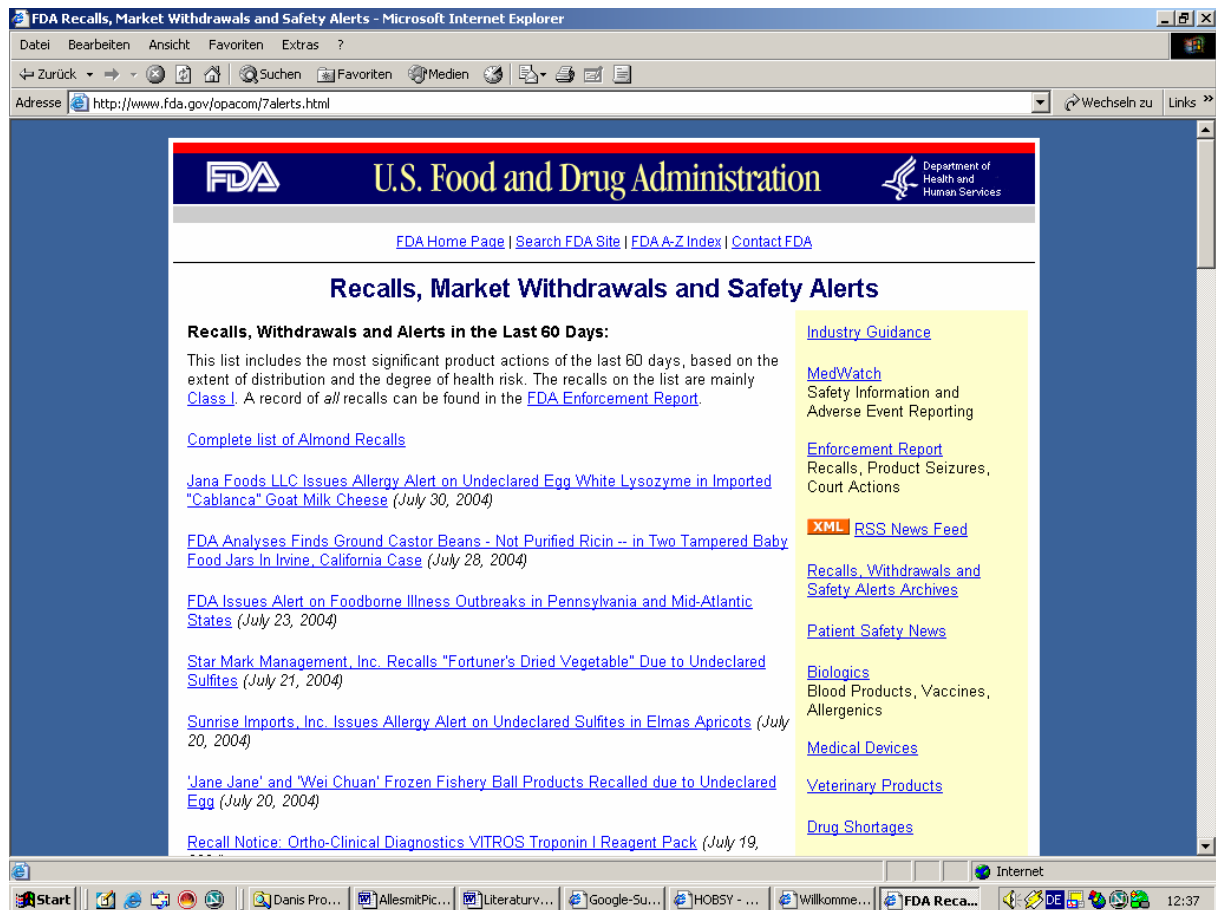 FDA Recalls, Market Withdrawals and Safety Alerts - Microsoft Internet Explorer
Datei Bearbeiten Ansicht Favoriten Extras ?
Zurück Suchen Favoriten Medien
Adresse http://www.fda.gov/opacom/7alerts.html Wechseln zu Links »
FDA U.S. Food and Drug Administration
Department of
Health and
Human Services
FDA Home Page | Search FDA Site | FDA A-Z Index | Contact FDA
Recalls, Market Withdrawals and Safety Alerts
Recalls, Withdrawals and Alerts in the Last 60 Days:
This list includes the most significant product actions of the last 60 days, based on the
extent of distribution and the degree of health risk. The recalls on the list are mainly
Class I. A record of all recalls can be found in the FDA Enforcement Report.
Complete list of Almond Recalls
Jana Foods LLC Issues Allergy Alert on Undeclared Egg White Lysozyme in Imported
"Cablanca" Goat Milk Cheese (July 30, 2004)
FDA Analyses Finds Ground Castor Beans - Not Purified Ricin -- in Two Tampered Baby
Food Jars In Irvine, California Case (July 28, 2004)
FDA Issues Alert on Foodborne Illness Outbreaks in Pennsylvania and Mid-Atlantic
States (July 23, 2004)
Star Mark Management, Inc. Recalls "Fortuner's Dried Vegetable" Due to Undeclared
Sulfites (July 21, 2004)
Sunrise Imports, Inc. Issues Allergy Alert on Undeclared Sulfites in Elmas Apricots (July
20, 2004)
'Jane Jane' and 'Wei Chuan' Frozen Fishery Ball Products Recalled due to Undeclared
Egg (July 20, 2004)
Recall Notice: Ortho-Clinical Diagnostics VITROS Troponin I Reagent Pack (July 19,
Industry Guidance
MedWatch
Safety Information and
Adverse Event Reporting
Enforcement Report
Recalls, Product Seizures,
Court Actions
XML RSS News Feed
Recalls, Withdrawals and
Safety Alerts Archives
Patient Safety News
Biologics
Blood Products, Vaccines,
Allergenics
Medical Devices
Veterinary Products
Drug Shortages
Internet
Start Danis Pro... AllesmitPic... Literaturv... Google-Su... HOBSY - ... Willkomme... FDA Reca... DE 12:37